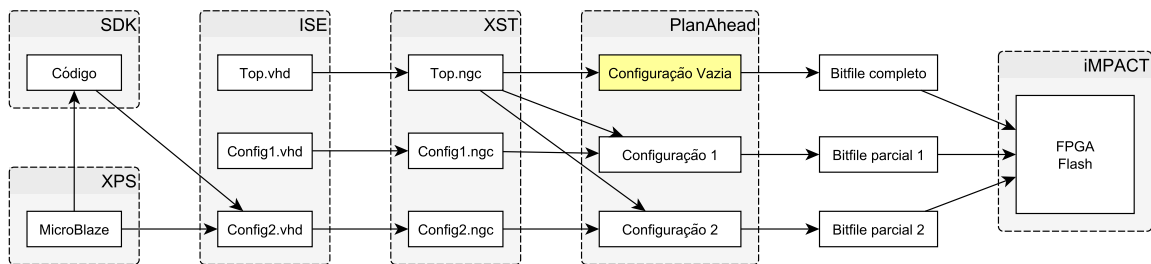 SDK
ISE
XST
PlanAhead
iMPACT
Código
Top.vhd
Top.ngc
Configuração Vazia
Bitfile completo
Config1.vhd
Config1.ngc
Configuração 1
Bitfile parcial 1
FPGA
Flash
XPS
MicroBlaze
Config2.vhd
Config2.ngc
Configuração 2
Bitfile parcial 2